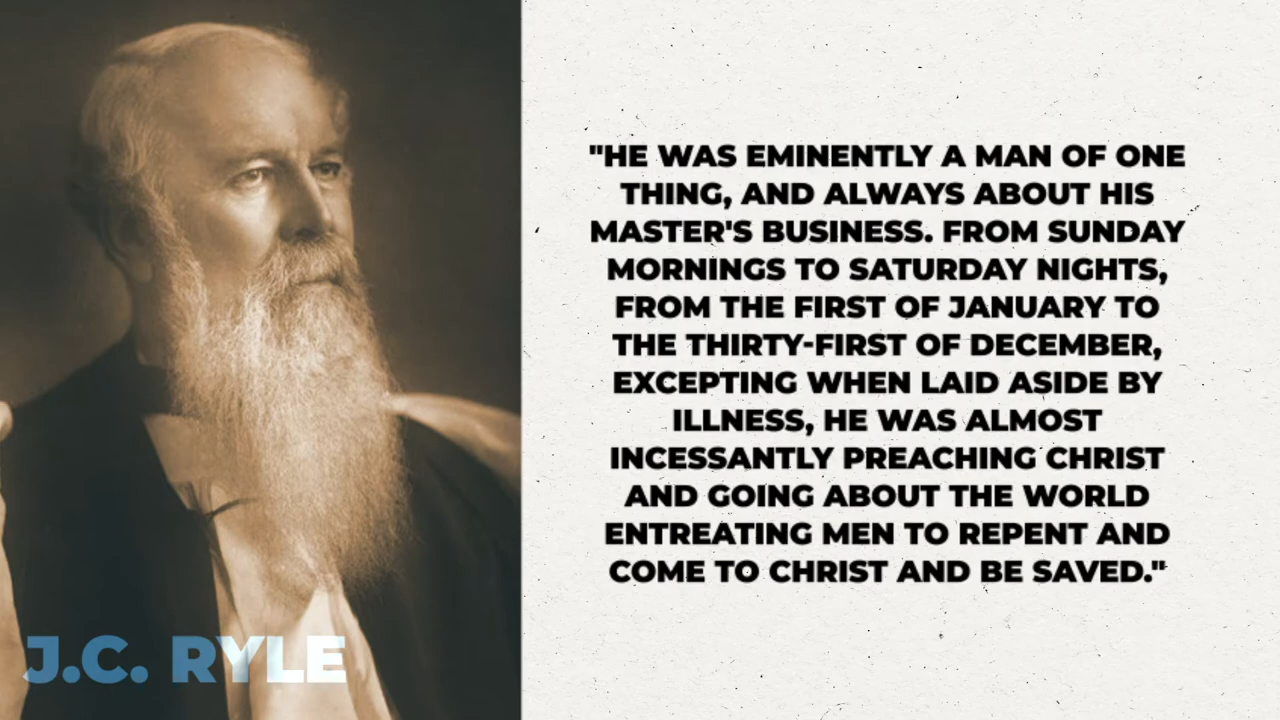 "HE WAS EMINENTLY A MAN OF ONE
THING, AND ALWAYS ABOUT HIS
MASTER'S BUSINESS. FROM SUNDAY
MORNINGS TO SATURDAY NIGHTS,
FROM THE FIRST OF JANUARY TO
THE THIRTY-FIRST OF DECEMBER,
EXCEPTING WHEN LAID ASIDE BY
ILLNESS, HE WAS ALMOST
INCESSANTLY PREACHING CHRIST
AND GOING ABOUT THE WORLD
ENTREATING MEN TO REPENT AND
COME TO CHRIST AND BE SAVED."
J.C. RYLE